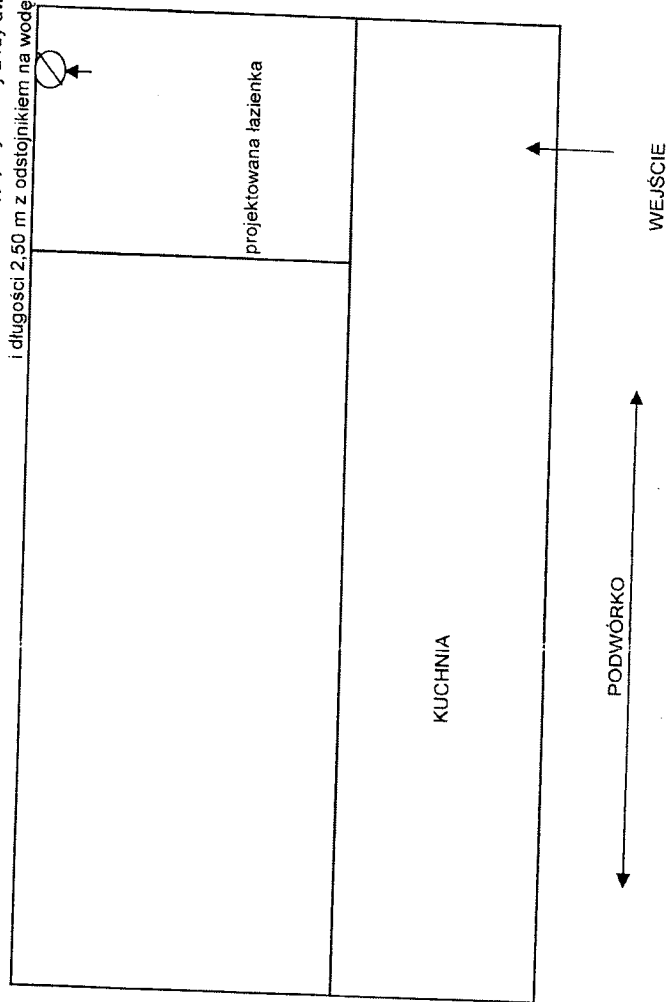 i długości 2,50 m z odstojnikiem na wodę
projektowana łazienka
KUCHNIA
PODWÓRKO
WEJŚCIE